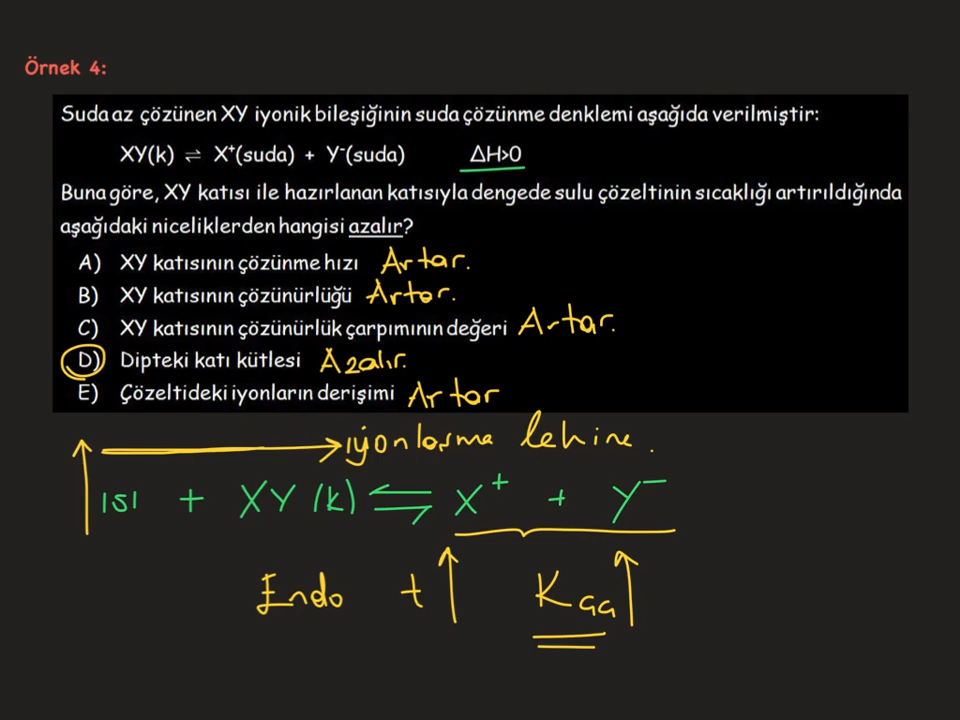 Örnek 4:
Suda az çözünen XY iyonik bileşiğinin suda çözünme denklemi aşağıda verilmiştir:
XY(k) ⇌ X⁺(suda) + Y⁻(suda) ΔH>0
Buna göre, XY katısı ile hazırlanan katısıyla dengede sulu çözeltinin sıcaklığı artırıldığında
aşağıdaki niceliklerden hangisi azalır?
A) XY katısının çözünme hızı Artar.
B) XY katısının çözünürlüğü Artar.
C) XY katısının çözünürlük çarpımının değeri Artar.
D) Dipteki katı kütlesi Azalır.
E) Çözeltideki iyonların derişimi Artar
iyonlaşma lehine.
ısı + XY (k) ⇌ X⁺ + Y⁻
Endo t↑ Kçç↑